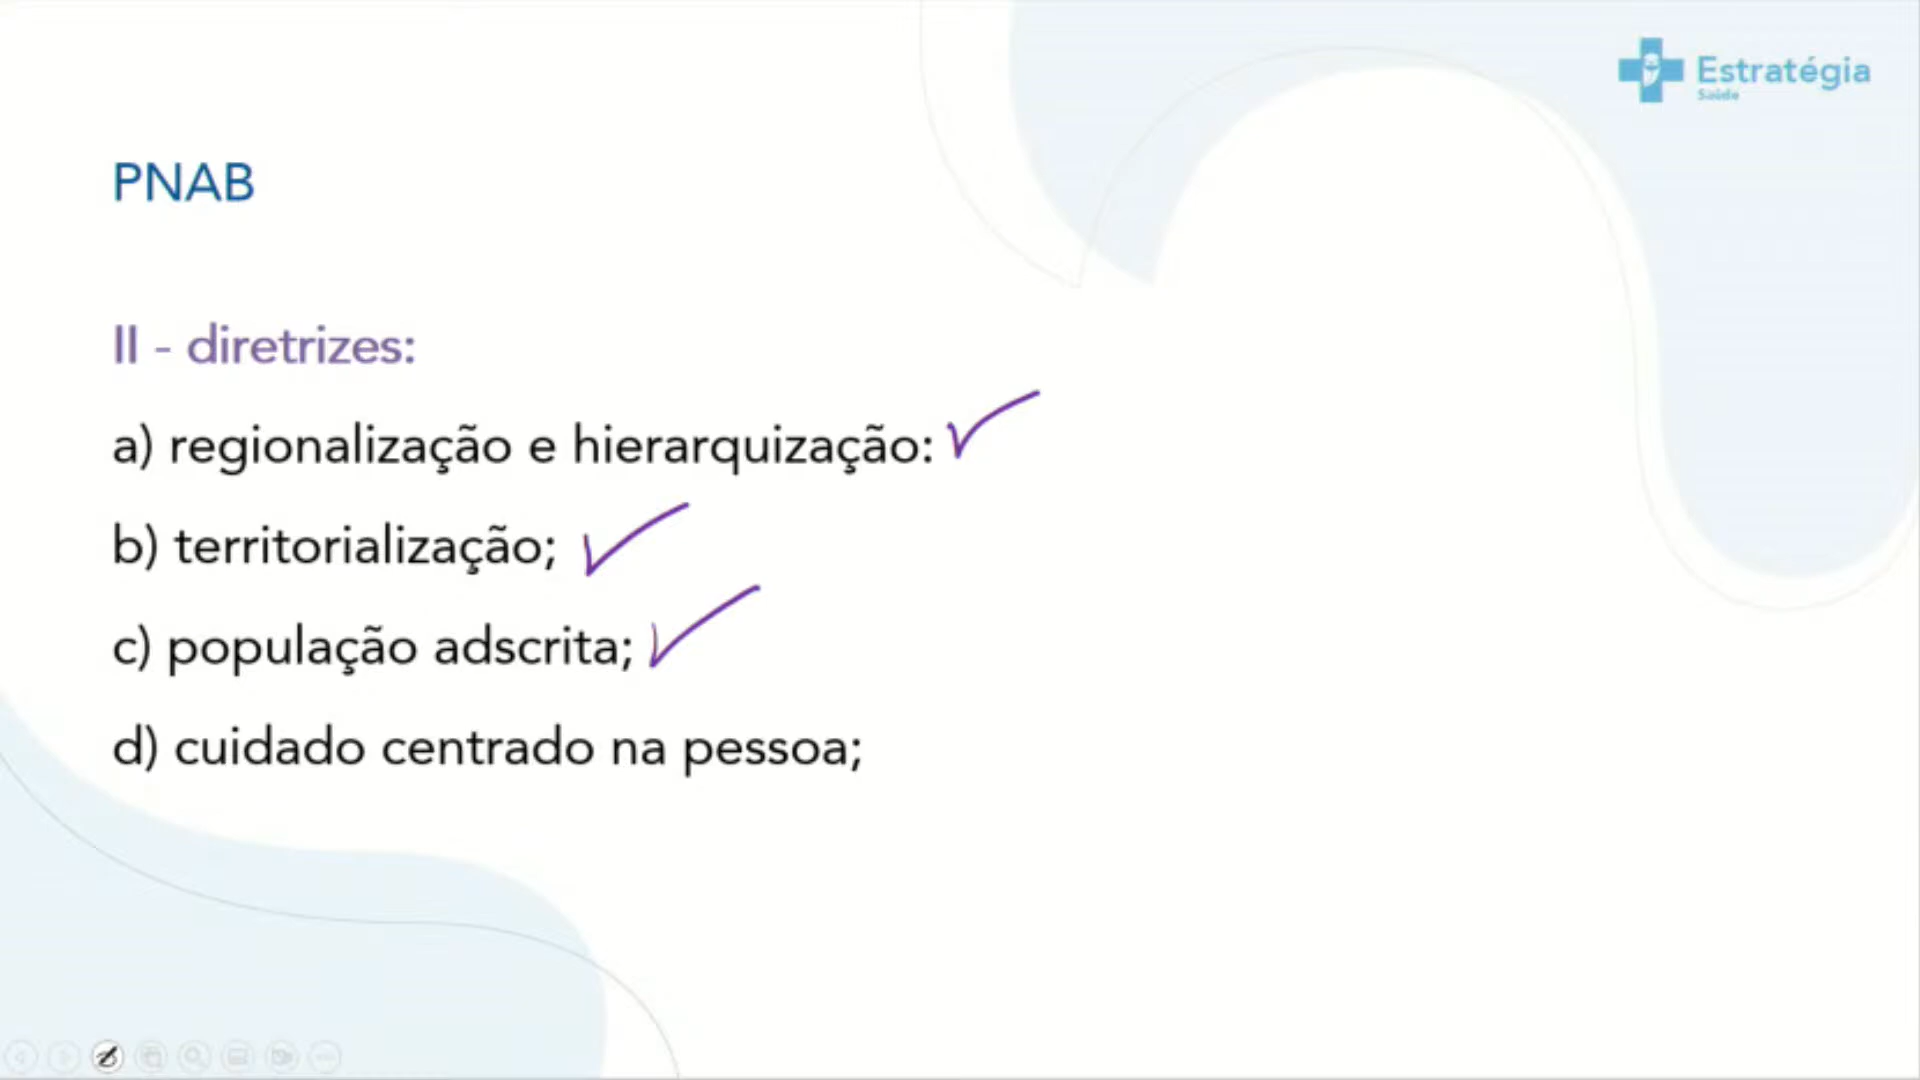 Estratégia
Saúde
PNAB
II - diretrizes:
a) regionalização e hierarquização:
b) territorialização;
c) população adscrita;
d) cuidado centrado na pessoa;